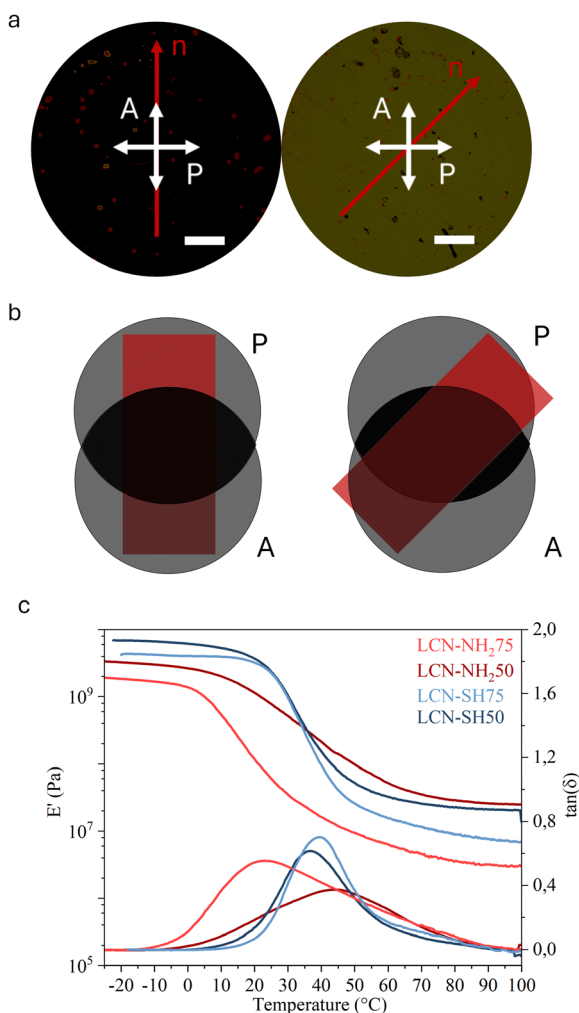 a
n
A
P
n
A
P
b
P
A
P
A
c
LCN-NH₂75
LCN-NH₂50
LCN-SH75
LCN-SH50
E' (Pa)
10⁹
10⁷
10⁵
tan(δ)
2,0
1,6
1,2
0,8
0,4
0,0
-20 -10 0 10 20 30 40 50 60 70 80 90 100
Temperature (°C)